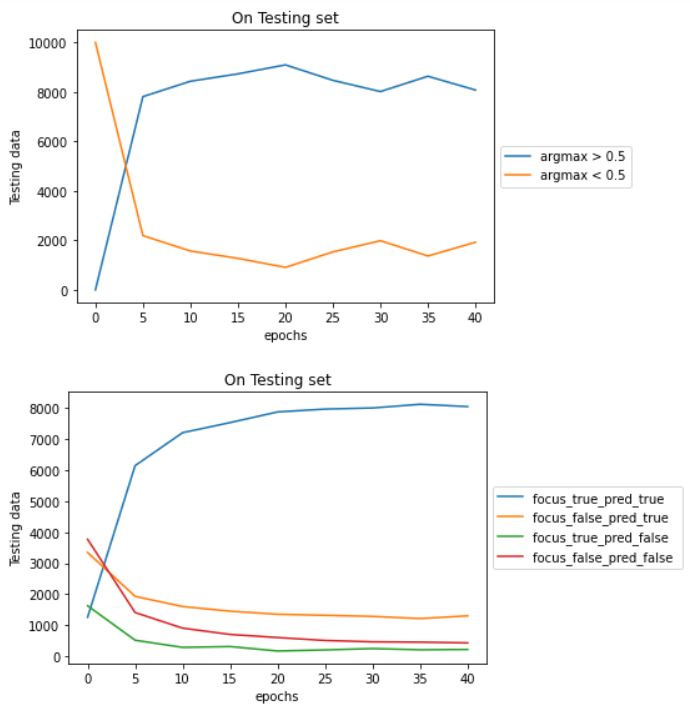 On Testing set
10000
8000
6000
4000
2000
0
Testing data
0 5 10 15 20 25 30 35 40
epochs
argmax > 0.5
argmax < 0.5
On Testing set
8000
7000
6000
5000
4000
3000
2000
1000
0
Testing data
0 5 10 15 20 25 30 35 40
epochs
focus_true_pred_true
focus_false_pred_true
focus_true_pred_false
focus_false_pred_false